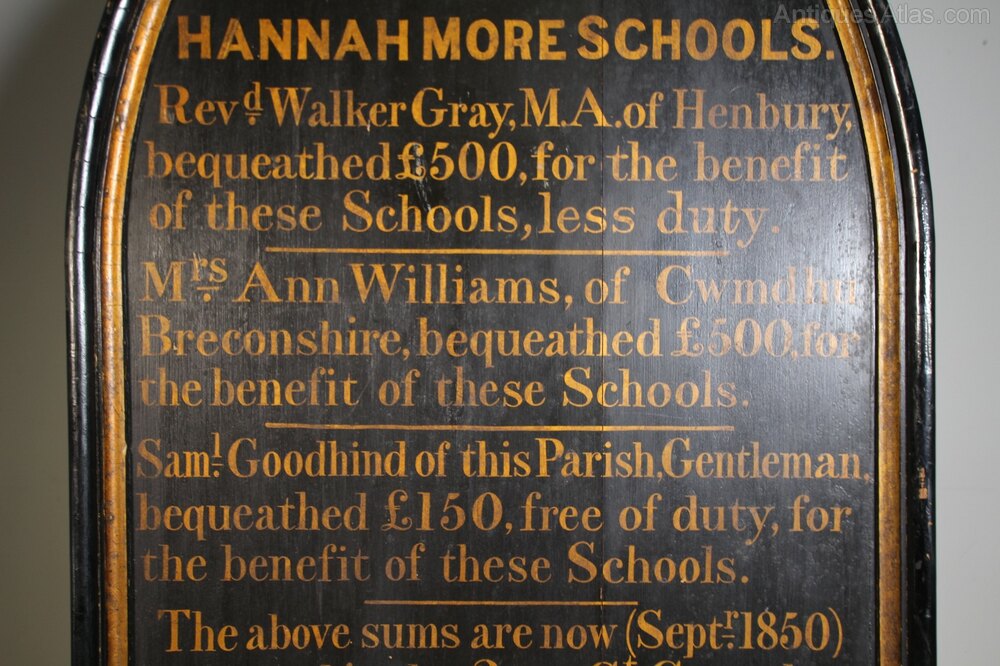 AntiquesAtlas.com
HANNAH MORE SCHOOLS.
Revd Walker Gray, M.A. of Henbury,
bequeathed £500, for the benefit
of these Schools, less duty.
Mrs Ann Williams, of Cwmdhu
Breconshire, bequeathed £500, for
the benefit of these Schools.
Saml Goodhind of this Parish, Gentleman,
bequeathed £150, free of duty, for
the benefit of these Schools.
The above sums are now (Septr 1850)